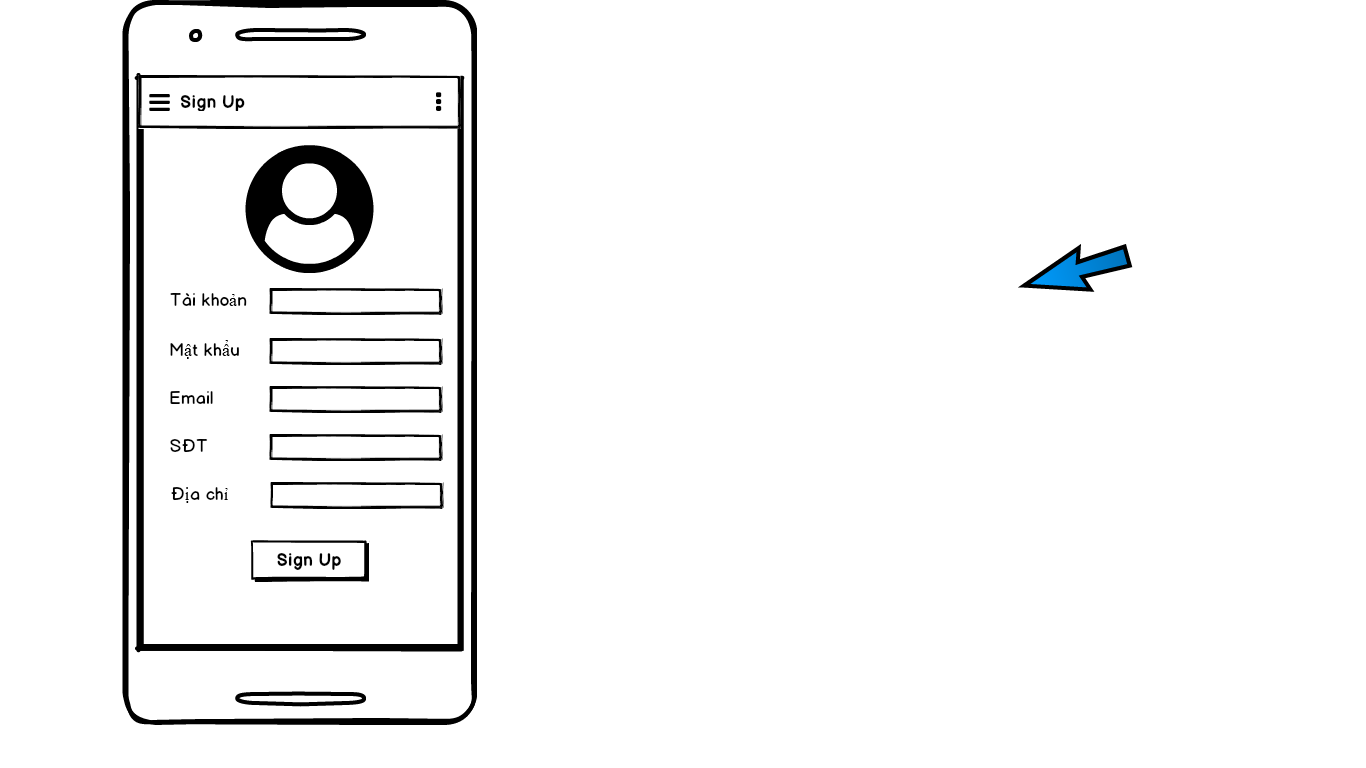 Sign Up
Tài khoản
Mật khẩu
Email
SĐT
Địa chỉ
Sign Up